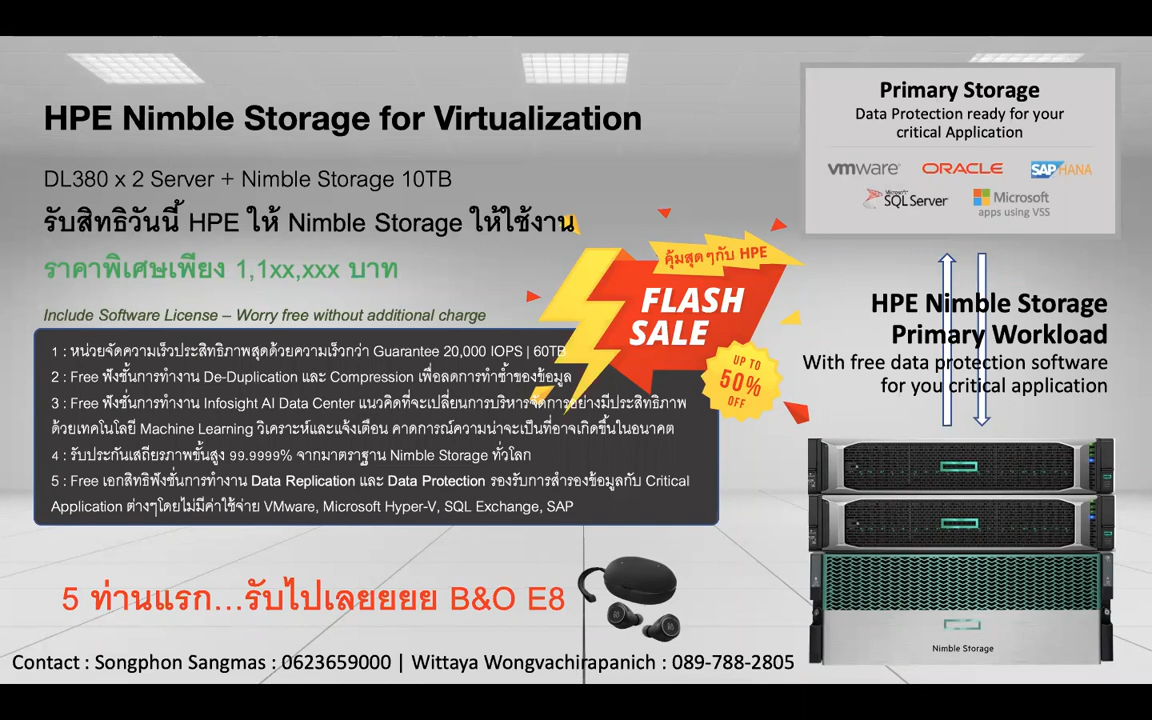 HPE Nimble Storage for Virtualization
DL380 x 2 Server + Nimble Storage 10TB
รับสิทธิวันนี้ HPE ให้ Nimble Storage ให้ใช้งาน
ราคาพิเศษเพียง 1,1xx,xxx บาท
Include Software License – Worry free without additional charge
1 : หน่วยจัดความเร็วประสิทธิภาพสุดด้วยความเร็วกว่า Guarantee 20,000 IOPS | 60TB
2 : Free ฟังชั้นการทำงาน De-Duplication และ Compression เพื่อลดการทำซ้ำของข้อมูล
3 : Free ฟังชั่นการทำงาน Infosight AI Data Center แนวคิดที่จะเปลี่ยนการบริหารจัดการอย่างมีประสิทธิภาพ
ด้วยเทคโนโลยี Machine Learning วิเคราะห์และแจ้งเตือน คาดการณ์ความน่าจะเป็นที่อาจเกิดขึ้นในอนาคต
4 : รับประกันเสถียรภาพขั้นสูง 99.9999% จากมาตราฐาน Nimble Storage ทั่วโลก
5 : Free เอกสิทธิฟังชั่นการทำงาน Data Replication และ Data Protection รองรับการสำรองข้อมูลกับ Critical
Application ต่างๆโดยไม่มีค่าใช้จ่าย VMware, Microsoft Hyper-V, SQL Exchange, SAP
คุ้มสุดๆกับ HPE
FLASH
SALE
UP TO
50%
OFF
5 ท่านแรก...รับไปเลยยยย B&O E8
Contact : Songphon Sangmas : 0623659000 | Wittaya Wongvachirapanich : 089-788-2805
Primary Storage
Data Protection ready for your
critical Application
vmware ORACLE SAP HANA
Microsoft SQL Server Microsoft
apps using VSS
HPE Nimble Storage
Primary Workload
With free data protection software
for you critical application
Nimble Storage